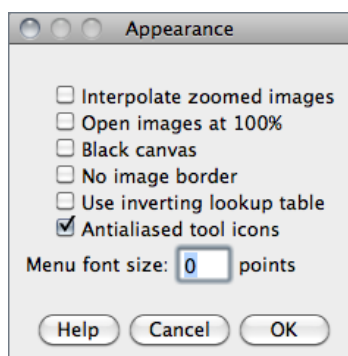 Appearance
Interpolate zoomed images
Open images at 100%
Black canvas
No image border
Use inverting lookup table
Antialiased tool icons
Menu font size: 0 points
Help Cancel OK